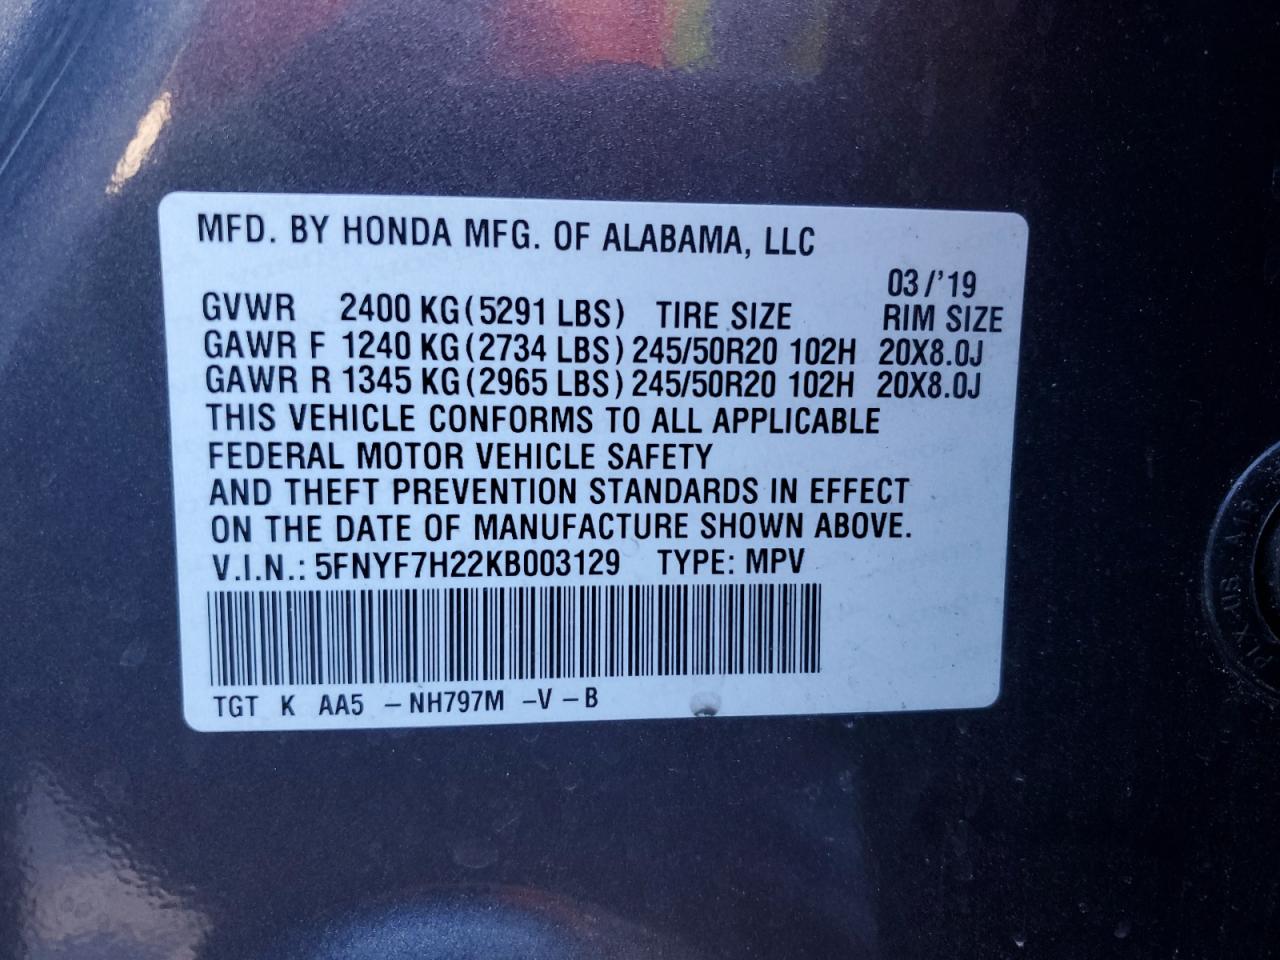 MFD. BY HONDA MFG. OF ALABAMA, LLC
03/'19
GVWR 2400 KG (5291 LBS) TIRE SIZE RIM SIZE
GAWR F 1240 KG (2734 LBS) 245/50R20 102H 20X8.0J
GAWR R 1345 KG (2965 LBS) 245/50R20 102H 20X8.0J
THIS VEHICLE CONFORMS TO ALL APPLICABLE
FEDERAL MOTOR VEHICLE SAFETY
AND THEFT PREVENTION STANDARDS IN EFFECT
ON THE DATE OF MANUFACTURE SHOWN ABOVE.
V.I.N.: 5FNYF7H22KB003129 TYPE: MPV
TGT K AA5 -NH797M -V -B